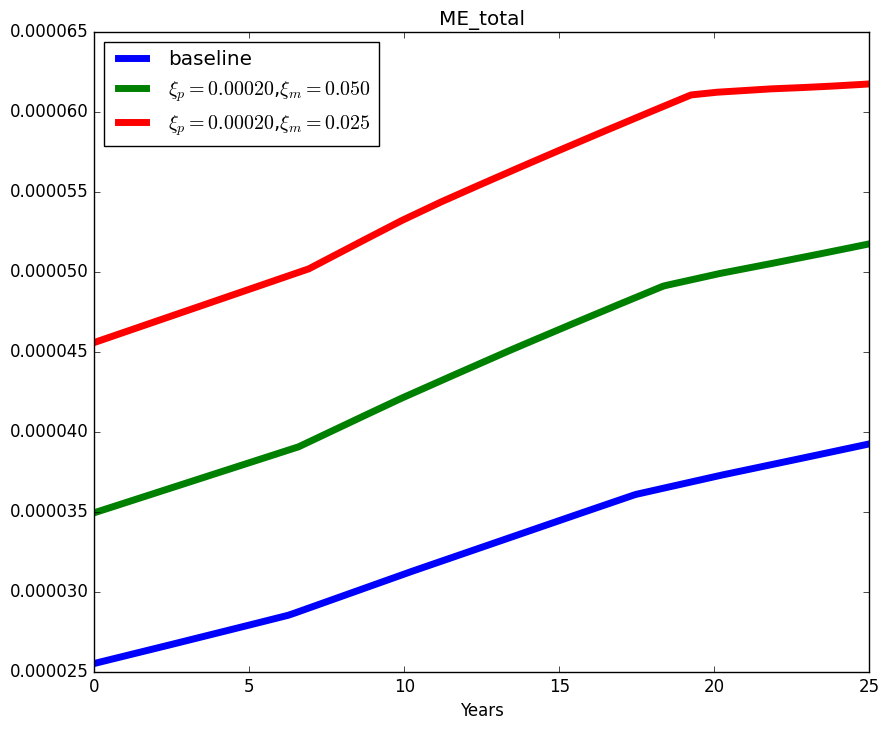 ME_total
0.000065
0.000060
0.000055
0.000050
0.000045
0.000040
0.000035
0.000030
0.000025
baseline
ξp = 0.00020,ξm = 0.050
ξp = 0.00020,ξm = 0.025
0 5 10 15 20 25
Years